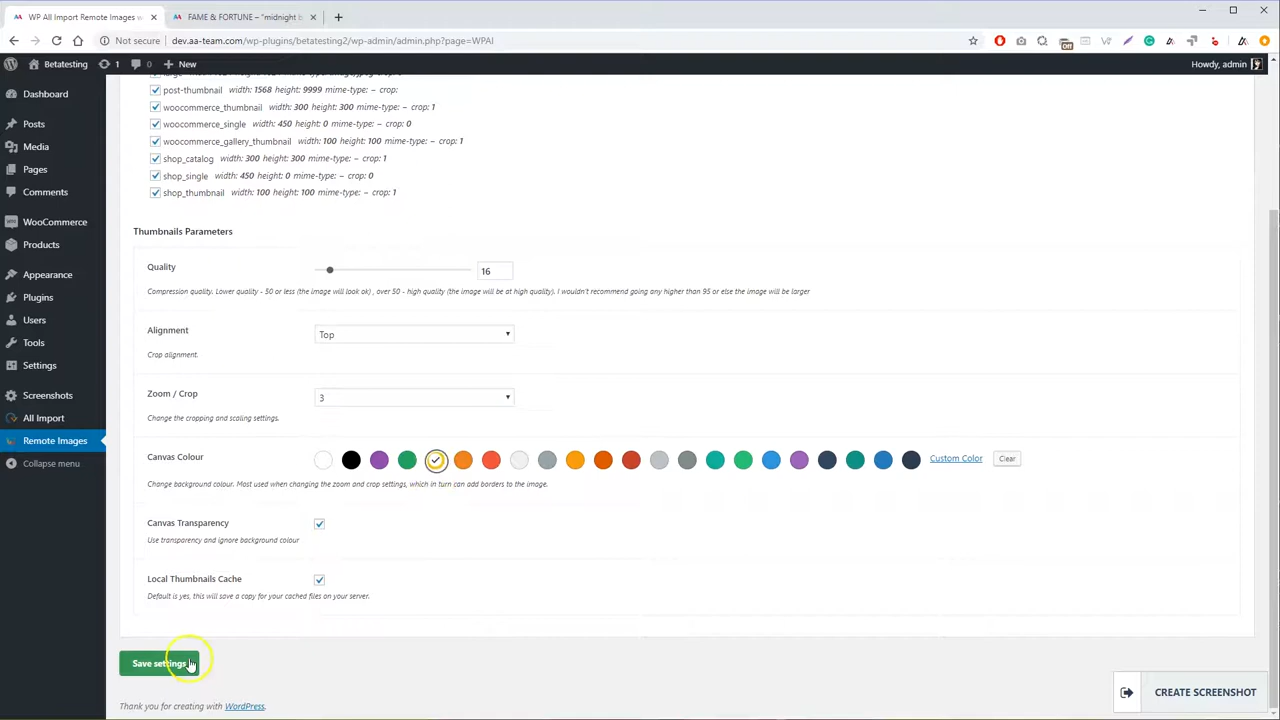 WP All Import Remote Images w
FAME & FORTUNE – "midnight b
Not secure
dev.aa-team.com/wp-plugins/betatesting2/wp-admin/admin.php?page=WPAI
Off
Betatesting
1
0
New
Howdy, admin
Dashboard
Posts
Media
Pages
Comments
WooCommerce
Products
Appearance
Plugins
Users
Tools
Settings
Screenshots
All Import
Remote Images
Collapse menu
post-thumbnail width: 1568 height: 9999 mime-type: – crop:
woocommerce_thumbnail width: 300 height: 300 mime-type: – crop: 1
woocommerce_single width: 450 height: 0 mime-type: – crop: 0
woocommerce_gallery_thumbnail width: 100 height: 100 mime-type: – crop: 1
shop_catalog width: 300 height: 300 mime-type: – crop: 1
shop_single width: 450 height: 0 mime-type: – crop: 0
shop_thumbnail width: 100 height: 100 mime-type: – crop: 1
Thumbnails Parameters
Quality
16
Compression quality. Lower quality - 50 or less (the image will look ok) , over 50 - high quality (the image will be at high quality). I wouldn't recommend going any higher than 95 or else the image will be larger
Alignment
Top
Crop alignment.
Zoom / Crop
3
Change the cropping and scaling settings.
Canvas Colour
Custom Color
Clear
Change background colour. Most used when changing the zoom and crop settings, which in turn can add borders to the image.
Canvas Transparency
Use transparency and ignore background colour
Local Thumbnails Cache
Default is yes, this will save a copy for your cached files on your server.
Save settings
CREATE SCREENSHOT
Thank you for creating with WordPress.